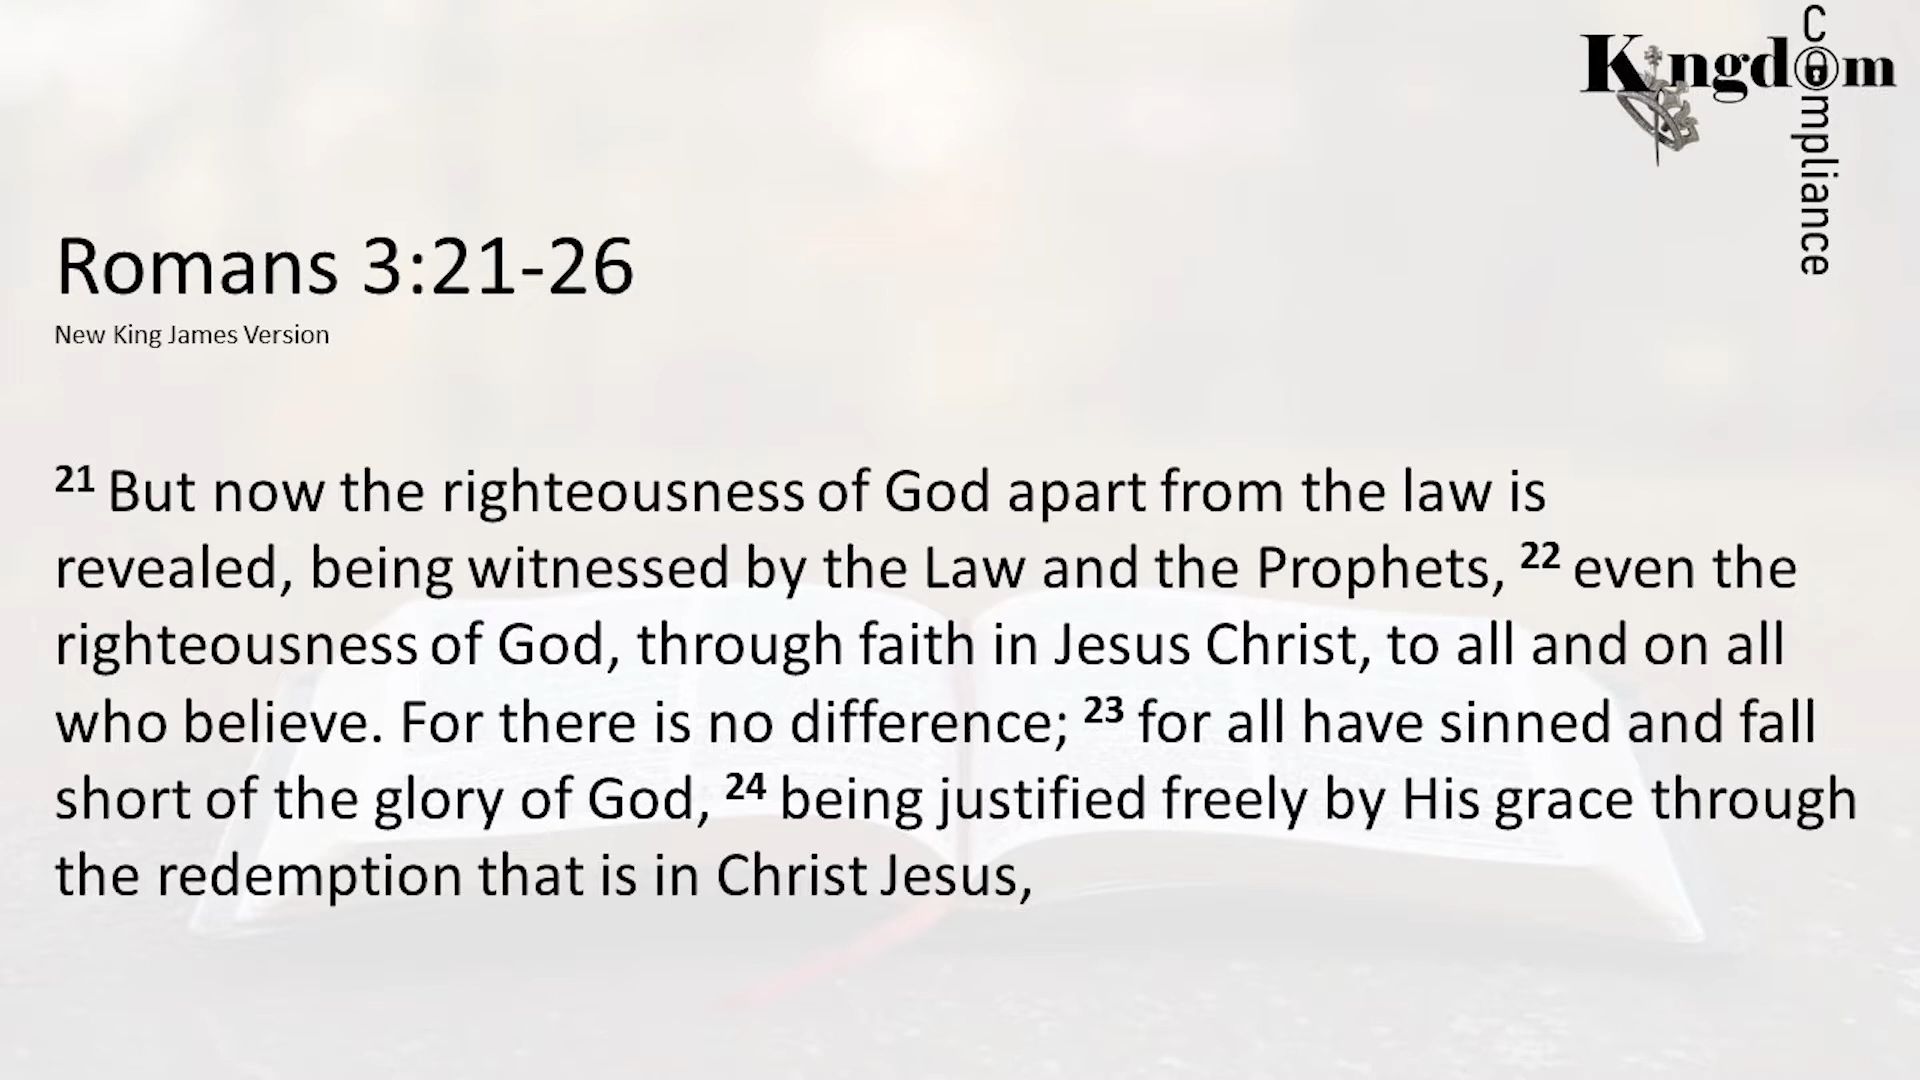 Kingdom
Compliance
Romans 3:21-26
New King James Version
21 But now the righteousness of God apart from the law is
revealed, being witnessed by the Law and the Prophets, 22 even the
righteousness of God, through faith in Jesus Christ, to all and on all
who believe. For there is no difference; 23 for all have sinned and fall
short of the glory of God, 24 being justified freely by His grace through
the redemption that is in Christ Jesus,